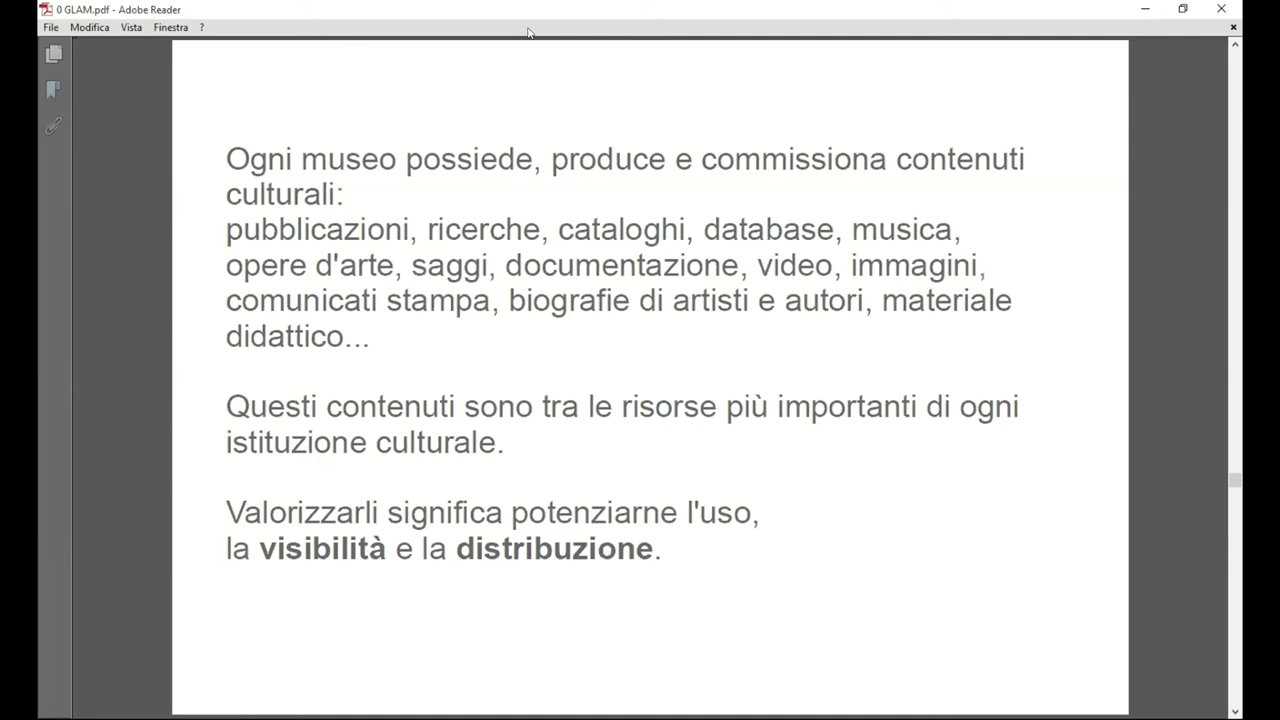 0 GLAM.pdf - Adobe Reader
File Modifica Vista Finestra ?
Ogni museo possiede, produce e commissiona contenuti
culturali:
pubblicazioni, ricerche, cataloghi, database, musica,
opere d'arte, saggi, documentazione, video, immagini,
comunicati stampa, biografie di artisti e autori, materiale
didattico...
Questi contenuti sono tra le risorse più importanti di ogni
istituzione culturale.
Valorizzarli significa potenziarne l'uso,
la visibilità e la distribuzione.